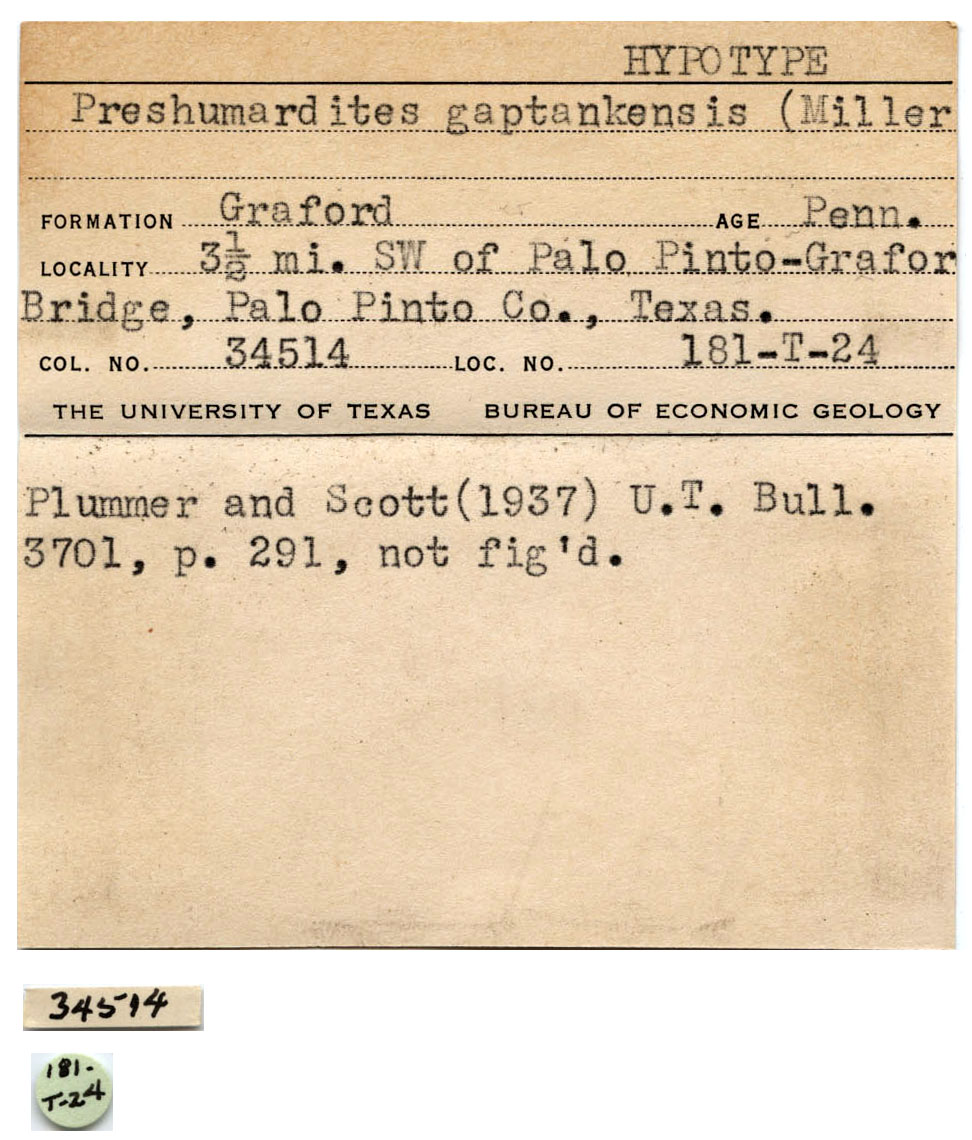 HYPOTYPE
Preshumardites gaptankensis (Miller
FORMATION Graford AGE Penn.
LOCALITY 3½ mi. SW of Palo Pinto-Grafor
Bridge, Palo Pinto Co., Texas.
COL. NO. 34514 LOC. NO. 181-T-24
THE UNIVERSITY OF TEXAS BUREAU OF ECONOMIC GEOLOGY
Plummer and Scott(1937) U.T. Bull.
3701, p. 291, not fig'd.
34514
181-
T-24